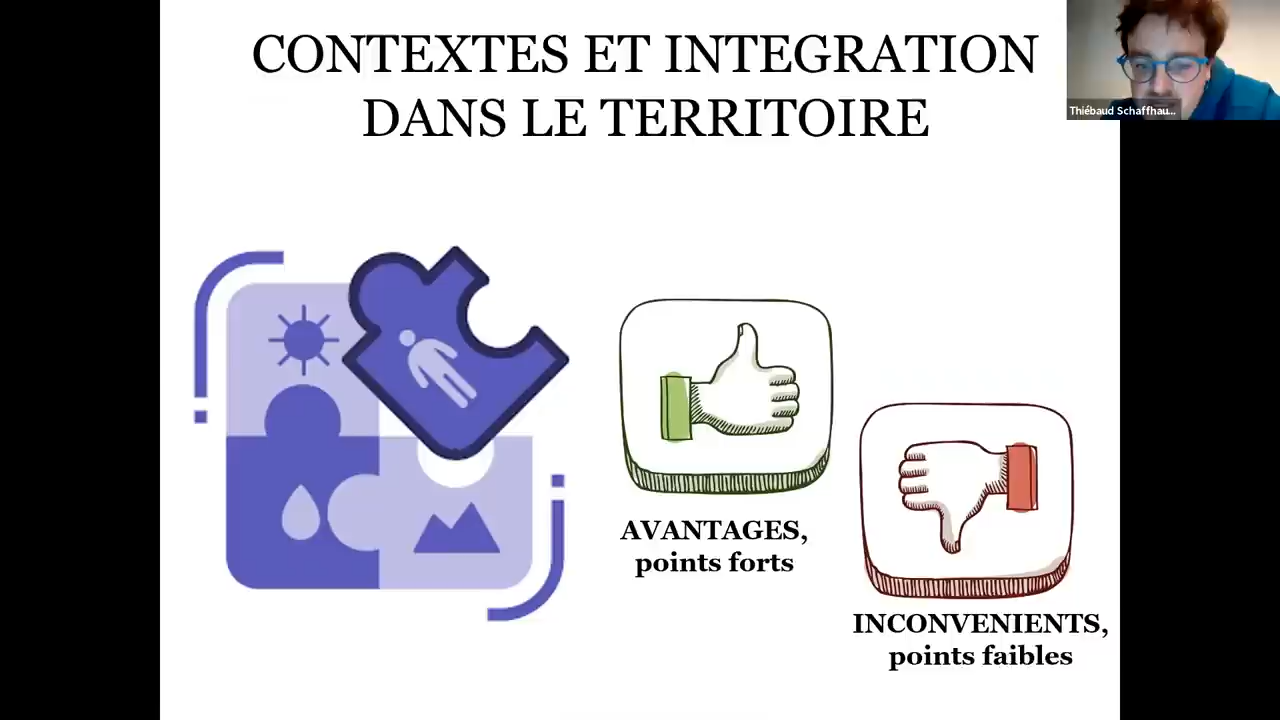 CONTEXTES ET INTEGRATION
DANS LE TERRITOIRE
Thiébaud Schaffhau...
AVANTAGES,
points forts
INCONVENIENTS,
points faibles